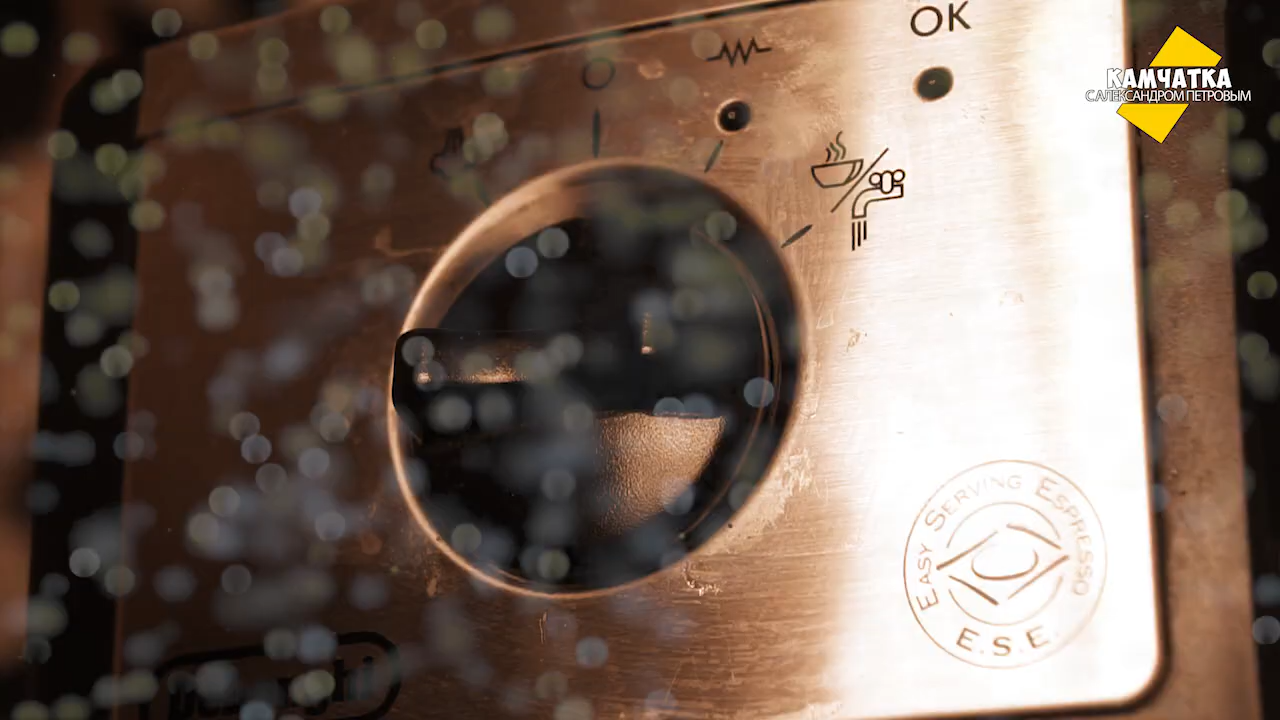 OK
КАМЧАТКА
С АЛЕКСАНДРОМ ПЕТРОВЫМ
EASY SERVING ESPRESSO
E.S.E.